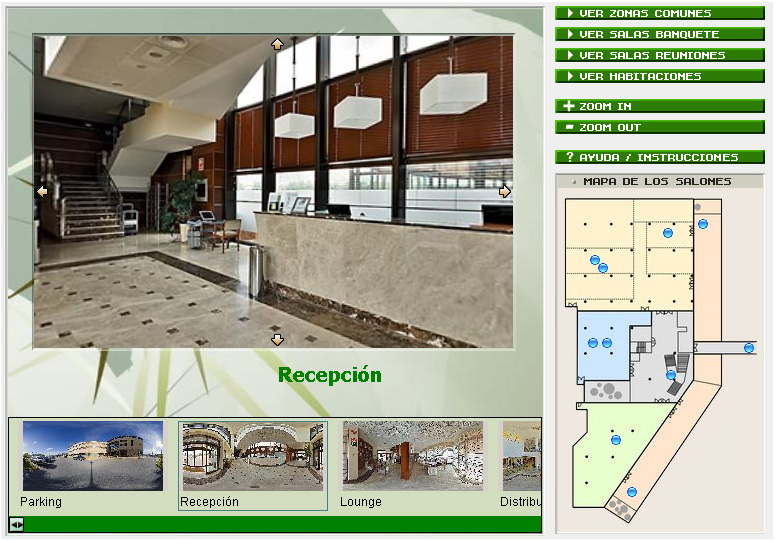 VER ZONAS COMUNES
VER SALAS BANQUETE
VER SALAS REUNIONES
VER HABITACIONES
ZOOM IN
ZOOM OUT
? AYUDA / INSTRUCCIONES
MAPA DE LOS SALONES
Recepción
Parking
Recepción
Lounge
Distribu